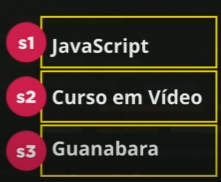 s1 JavaScript
s2 Curso em Vídeo
s3 Guanabara